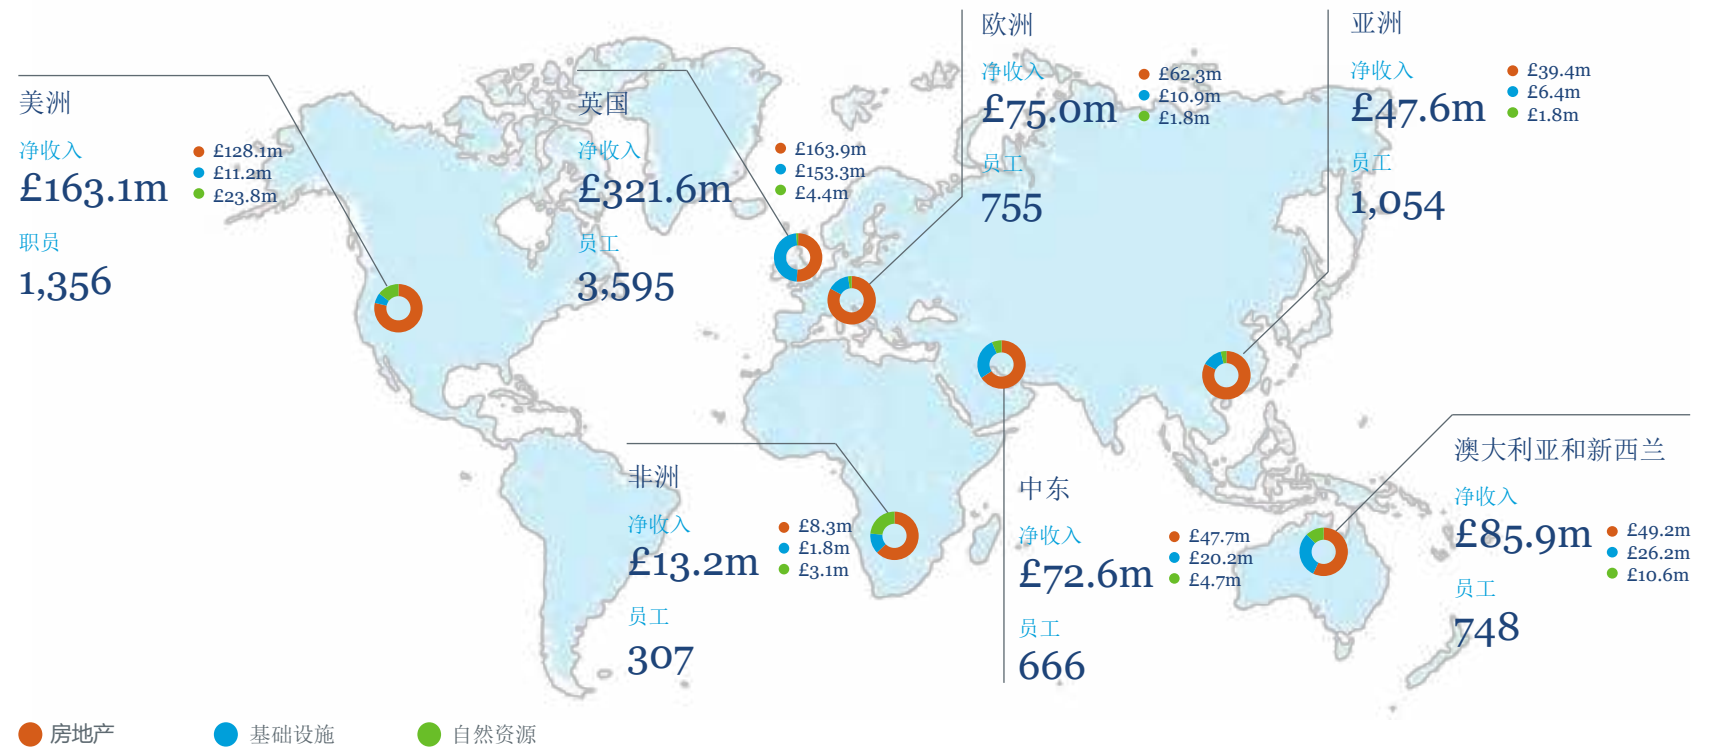 美洲
净收入
£163.1m
£128.1m
£11.2m
£23.8m
职员
1,356
英国
净收入
£321.6m
£163.9m
£153.3m
£4.4m
员工
3,595
欧洲
净收入
£75.0m
£62.3m
£10.9m
£1.8m
员工
755
亚洲
净收入
£47.6m
£39.4m
£6.4m
£1.8m
员工
1,054
非洲
净收入
£13.2m
£8.3m
£1.8m
£3.1m
员工
307
中东
净收入
£72.6m
£47.7m
£20.2m
£4.7m
员工
666
澳大利亚和新西兰
净收入
£85.9m
£49.2m
£26.2m
£10.6m
员工
748
房地产
基础设施
自然资源